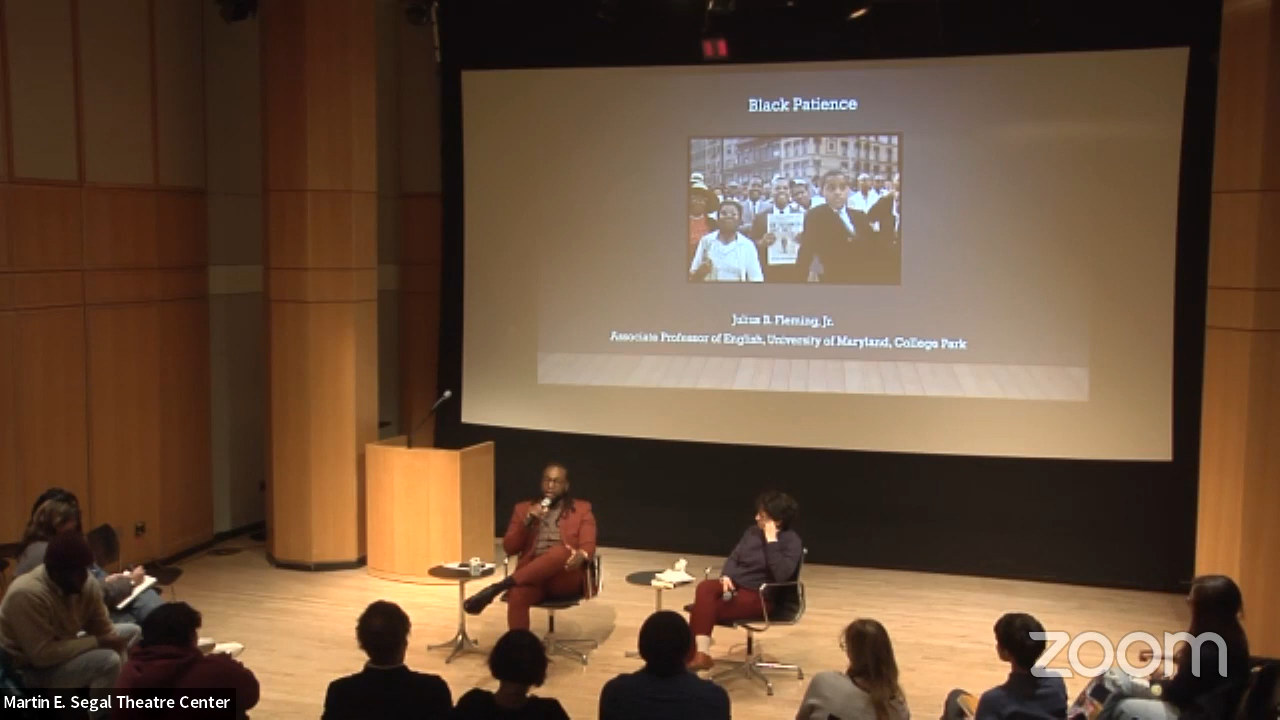 Black Patience
Julius B. Fleming, Jr.
Associate Professor of English, University of Maryland, College Park
zoom
Martin E. Segal Theatre Center